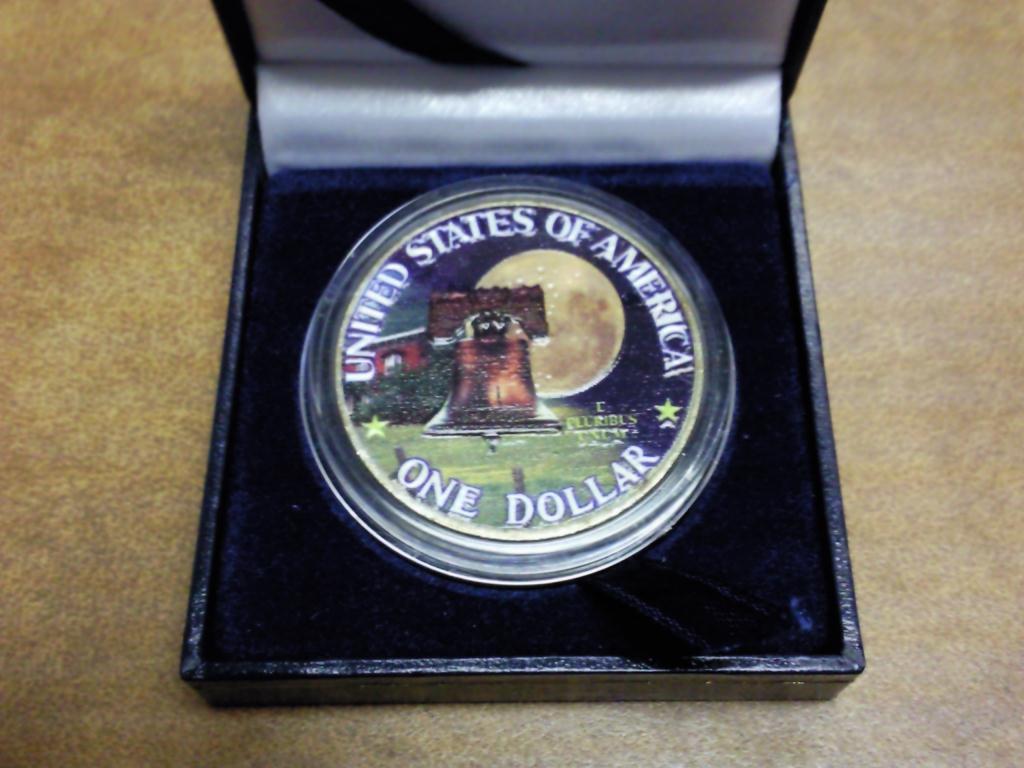 UNITED STATES OF AMERICA
E
PLURIBUS
UNUM
ONE DOLLAR